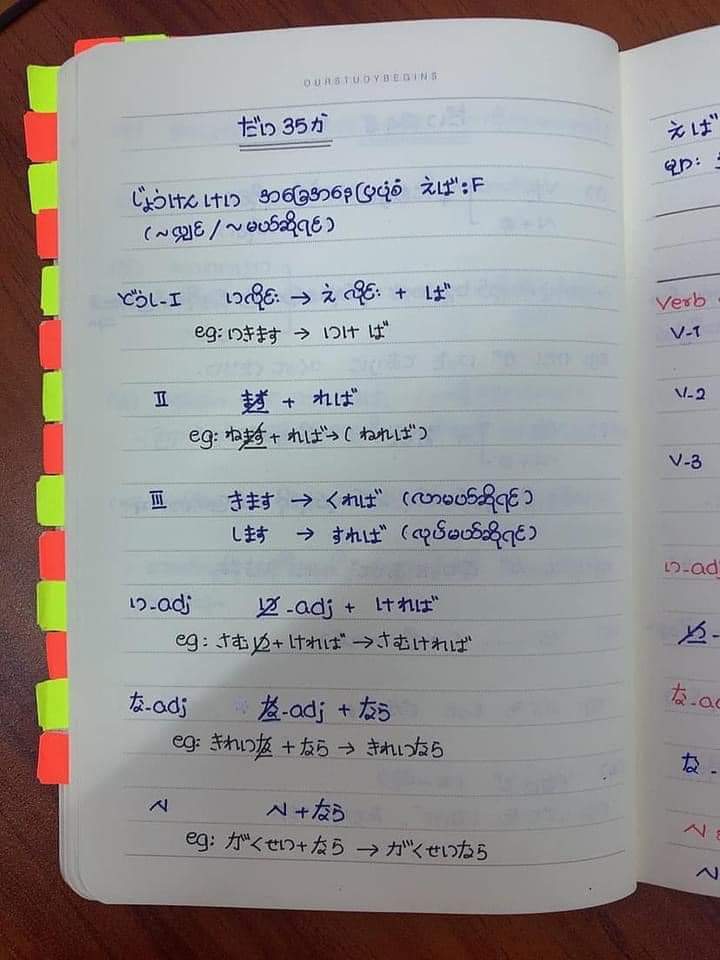 OURSTUDYBEGINS
だい 35 か
じょうけん けい အခြေအနေပြပုံစံ えば : F
(~လျှင် / ~ မယ်ဆိုရင်)
どうし-I い လိုင်း → え လိုင်း + ば
eg: いきます → いけ ば
II ます + れば
eg: ねます + れば → ( ねれば )
III きます → くれば (လာမယ်ဆိုရင်)
します → すれば (လုပ်မယ်ဆိုရင်)
い-adj い-adj + ければ
eg: さむい + ければ → さむければ
な-adj な-adj + なら
eg: きれいな + なら → きれいなら
N N + なら
eg: がくせい + なら → がくせいなら
えば
Verb
V-1
V-2
V-3
い-adj
い-
な-ad
な -
N
N